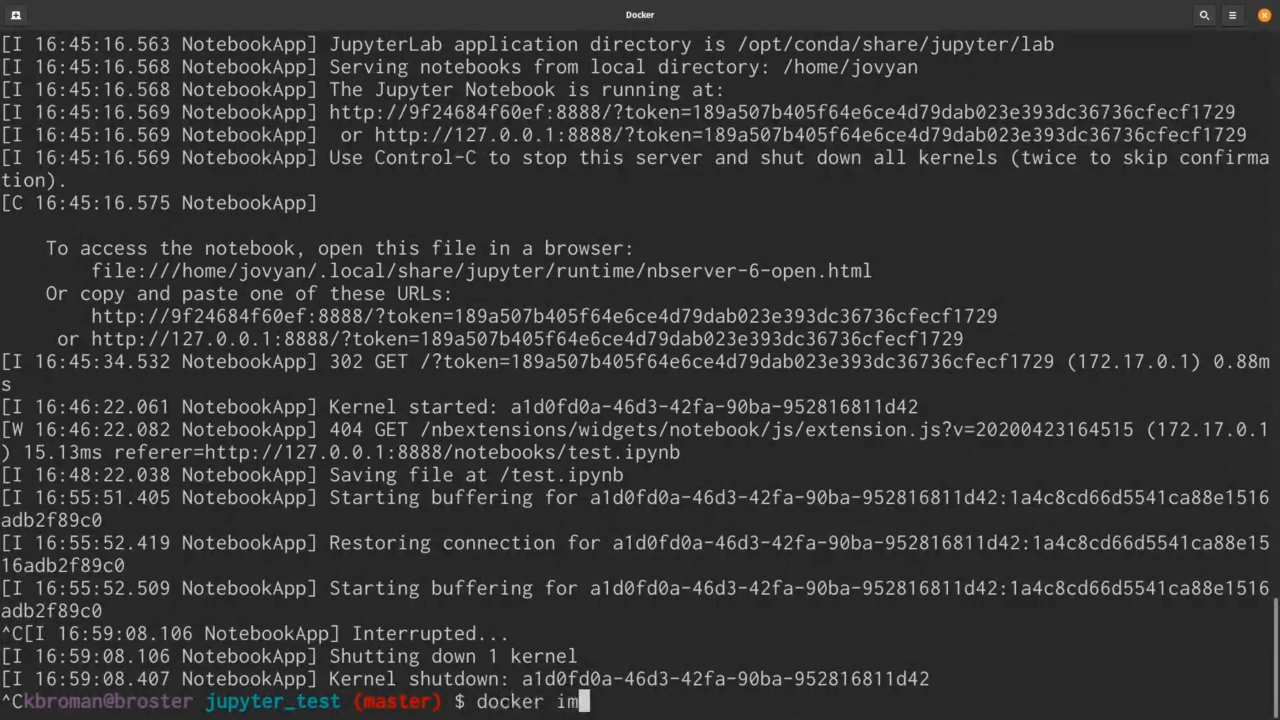 Docker
[I 16:45:16.563 NotebookApp] JupyterLab application directory is /opt/conda/share/jupyter/lab
[I 16:45:16.568 NotebookApp] Serving notebooks from local directory: /home/jovyan
[I 16:45:16.568 NotebookApp] The Jupyter Notebook is running at:
[I 16:45:16.569 NotebookApp] http://9f24684f60ef:8888/?token=189a507b405f64e6ce4d79dab023e393dc36736cfecf1729
[I 16:45:16.569 NotebookApp]  or http://127.0.0.1:8888/?token=189a507b405f64e6ce4d79dab023e393dc36736cfecf1729
[I 16:45:16.569 NotebookApp] Use Control-C to stop this server and shut down all kernels (twice to skip confirma
tion).
[C 16:45:16.575 NotebookApp]
To access the notebook, open this file in a browser:
file:///home/jovyan/.local/share/jupyter/runtime/nbserver-6-open.html
Or copy and paste one of these URLs:
http://9f24684f60ef:8888/?token=189a507b405f64e6ce4d79dab023e393dc36736cfecf1729
or http://127.0.0.1:8888/?token=189a507b405f64e6ce4d79dab023e393dc36736cfecf1729
[I 16:45:34.532 NotebookApp] 302 GET /?token=189a507b405f64e6ce4d79dab023e393dc36736cfecf1729 (172.17.0.1) 0.88m
s
[I 16:46:22.061 NotebookApp] Kernel started: a1d0fd0a-46d3-42fa-90ba-952816811d42
[W 16:46:22.082 NotebookApp] 404 GET /nbextensions/widgets/notebook/js/extension.js?v=20200423164515 (172.17.0.1
) 15.13ms referer=http://127.0.0.1:8888/notebooks/test.ipynb
[I 16:48:22.038 NotebookApp] Saving file at /test.ipynb
[I 16:55:51.405 NotebookApp] Starting buffering for a1d0fd0a-46d3-42fa-90ba-952816811d42:1a4c8cd66d5541ca88e1516
adb2f89c0
[I 16:55:52.419 NotebookApp] Restoring connection for a1d0fd0a-46d3-42fa-90ba-952816811d42:1a4c8cd66d5541ca88e15
16adb2f89c0
[I 16:55:52.509 NotebookApp] Starting buffering for a1d0fd0a-46d3-42fa-90ba-952816811d42:1a4c8cd66d5541ca88e1516
adb2f89c0
^C[I 16:59:08.106 NotebookApp] Interrupted...
[I 16:59:08.106 NotebookApp] Shutting down 1 kernel
[I 16:59:08.407 NotebookApp] Kernel shutdown: a1d0fd0a-46d3-42fa-90ba-952816811d42
^Ckbroman@broster jupyter_test (master) $ docker im